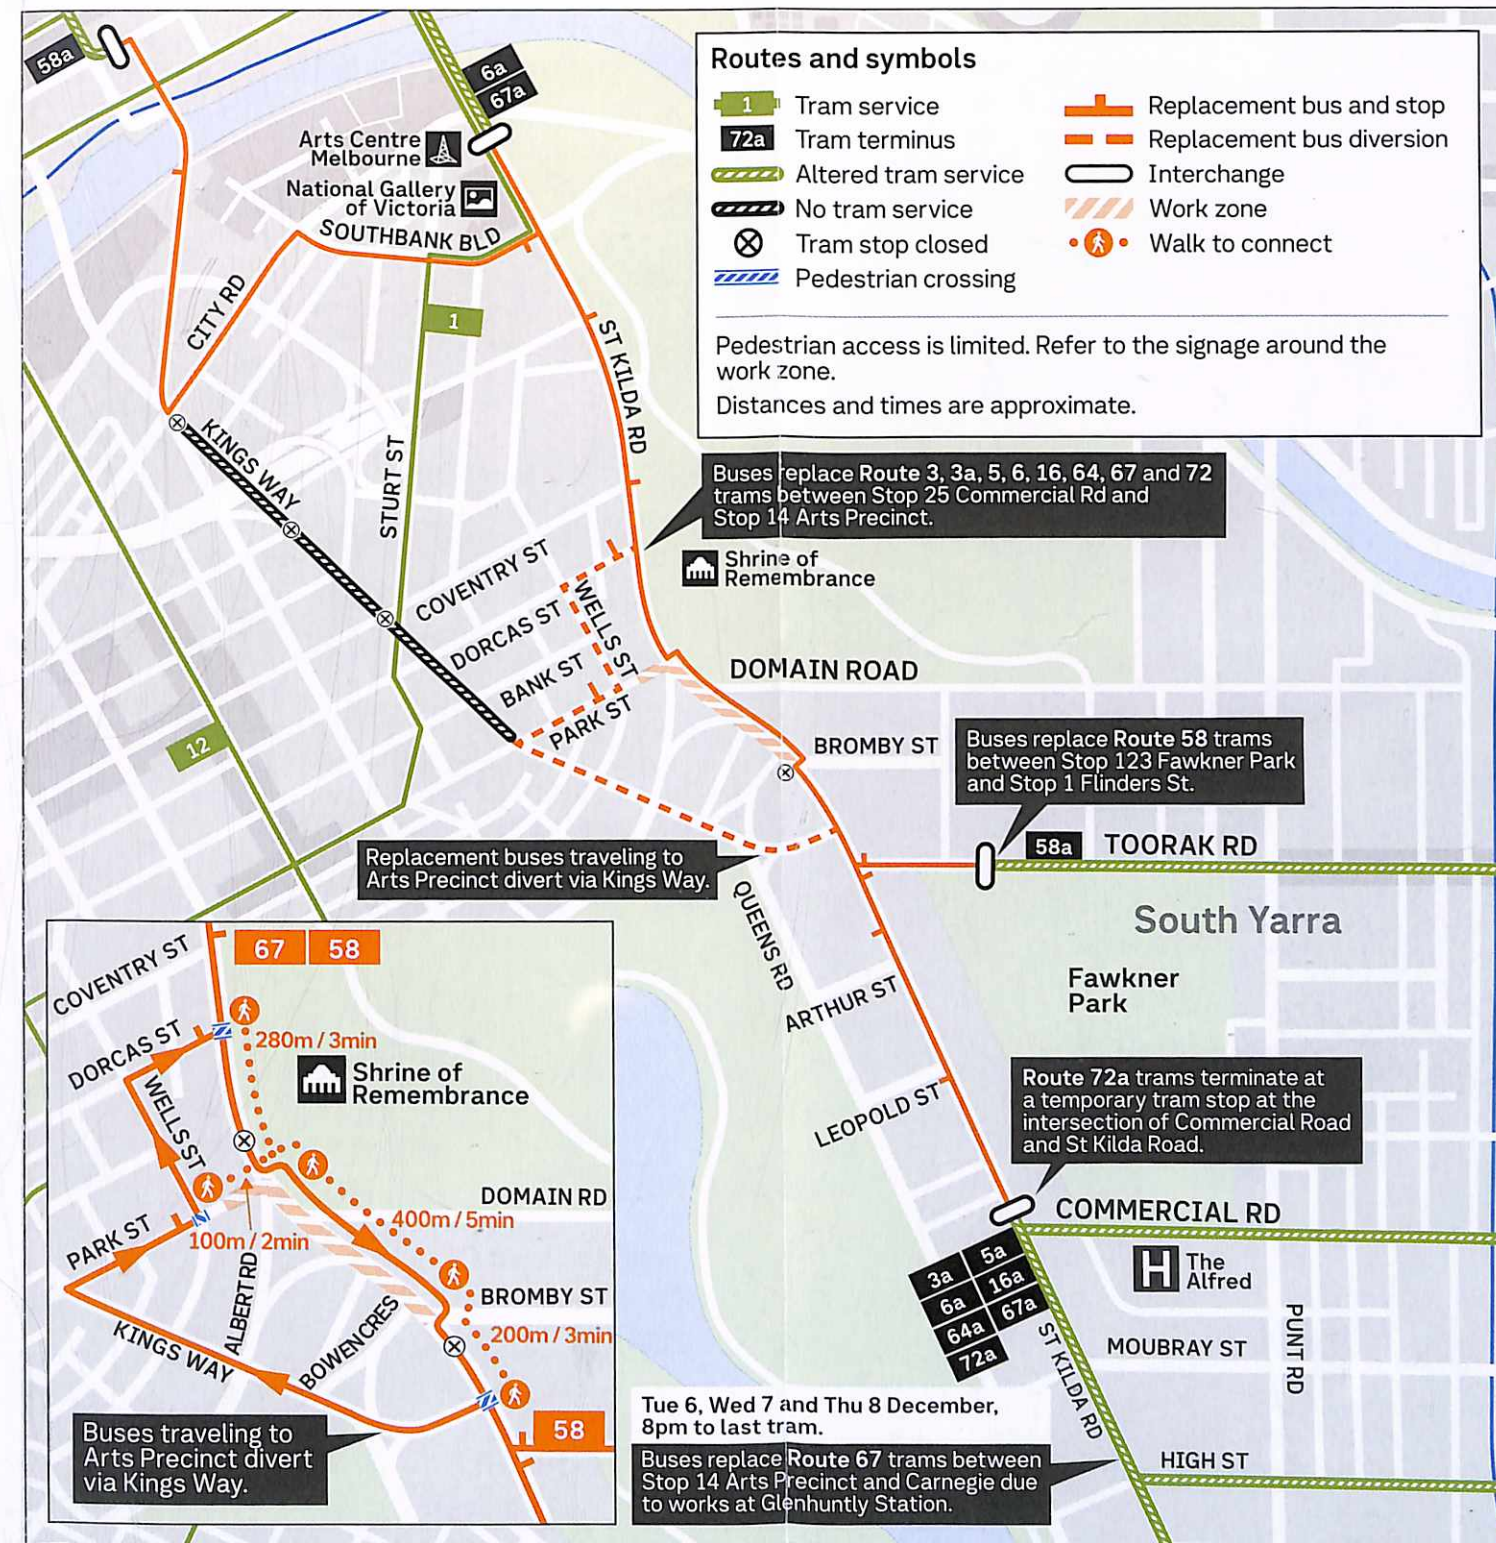 58a
6a
67a
Arts Centre
Melbourne
National Gallery
of Victoria
SOUTHBANK BLD
CITY RD
1
ST KILDA RD
KINGS WAY
STURT ST
Routes and symbols
1 Tram service
72a Tram terminus
Altered tram service
No tram service
Tram stop closed
Pedestrian crossing
Replacement bus and stop
Replacement bus diversion
Interchange
Work zone
Walk to connect
Pedestrian access is limited. Refer to the signage around the
work zone.
Distances and times are approximate.
Buses replace Route 3, 3a, 5, 6, 16, 64, 67 and 72
trams between Stop 25 Commercial Rd and
Stop 14 Arts Precinct.
Shrine of
Remembrance
COVENTRY ST
DORCAS ST
WELLS ST
BANK ST
PARK ST
DOMAIN ROAD
12
BROMBY ST
Buses replace Route 58 trams
between Stop 123 Fawkner Park
and Stop 1 Flinders St.
58a
TOORAK RD
Replacement buses traveling to
Arts Precinct divert via Kings Way.
QUEENS RD
South Yarra
Fawkner
Park
ARTHUR ST
LEOPOLD ST
Route 72a trams terminate at
a temporary tram stop at the
intersection of Commercial Road
and St Kilda Road.
COMMERCIAL RD
H
The
Alfred
3a 5a
6a 16a
64a 67a
72a
ST KILDA RD
MOUBRAY ST
PUNT RD
HIGH ST
Tue 6, Wed 7 and Thu 8 December,
8pm to last tram.
Buses replace Route 67 trams between
Stop 14 Arts Precinct and Carnegie due
to works at Glenhuntly Station.
67 58
COVENTRY ST
DORCAS ST
280m / 3min
Shrine of
Remembrance
WELLS ST
DOMAIN RD
400m / 5min
PARK ST
100m / 2min
ALBERT RD
BROMBY ST
200m / 3min
BOWEN CRES
KINGS WAY
58
Buses traveling to
Arts Precinct divert
via Kings Way.